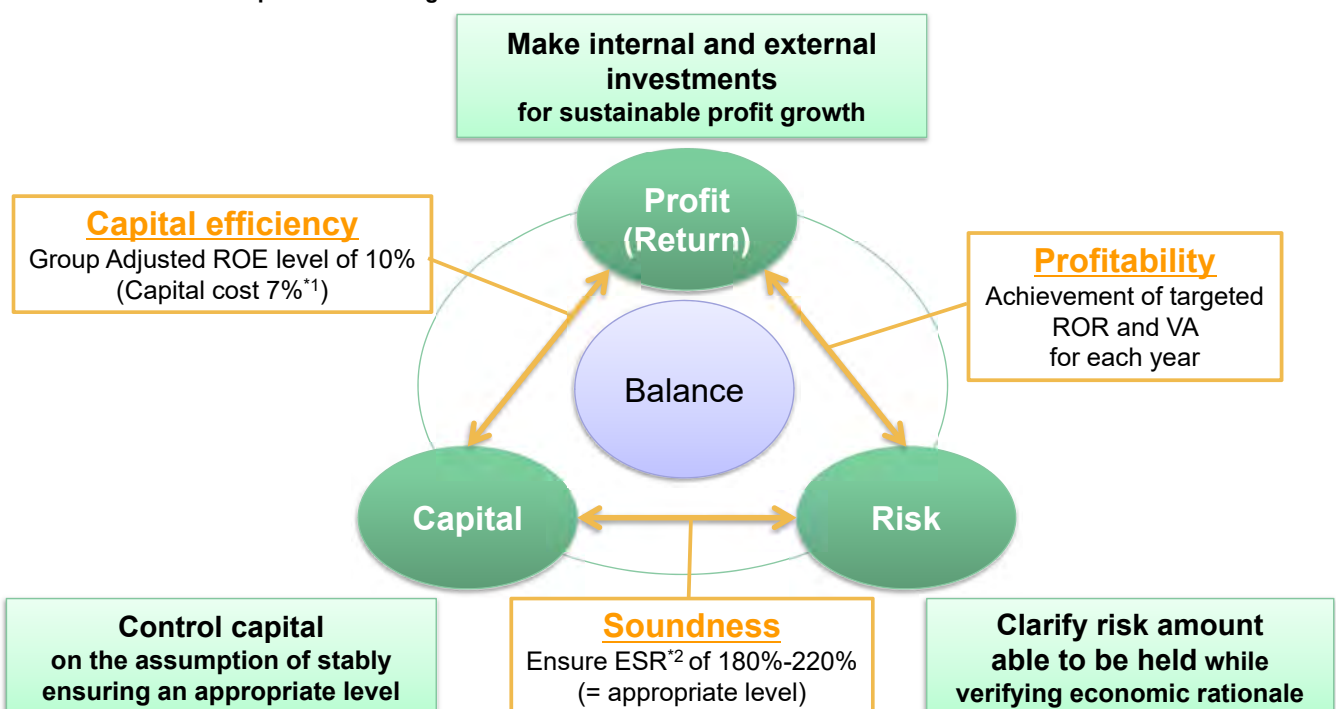 Make internal and external
investments
for sustainable profit growth
Profit
(Return)
Capital efficiency
Group Adjusted ROE level of 10%
(Capital cost 7%*1)
Profitability
Achievement of targeted
ROR and VA
for each year
Balance
Capital
Risk
Control capital
on the assumption of stably
ensuring an appropriate level
Soundness
Ensure ESR*2 of 180%-220%
(= appropriate level)
Clarify risk amount
able to be held while
verifying economic rationale